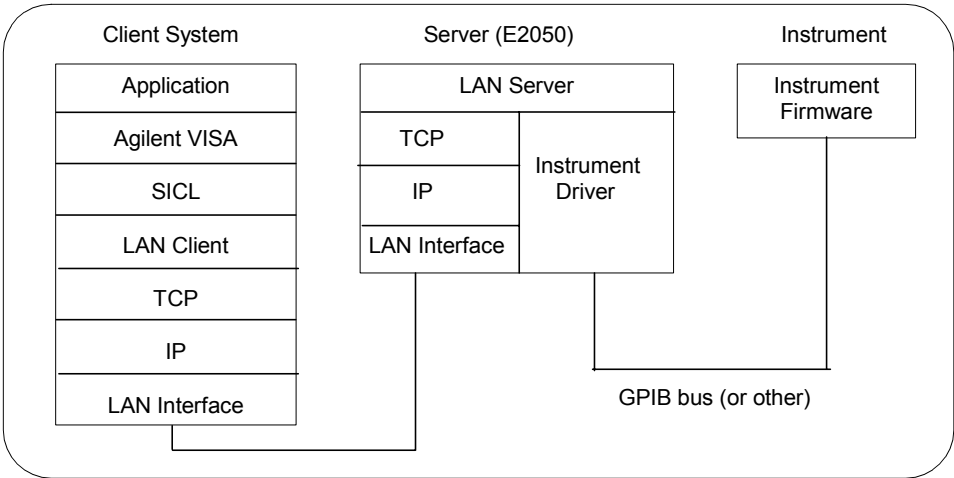 Client System
Application
Agilent VISA
SICL
LAN Client
TCP
IP
LAN Interface
Server (E2050)
LAN Server
TCP
IP
LAN Interface
Instrument
Driver
Instrument
Instrument
Firmware
GPIB bus (or other)